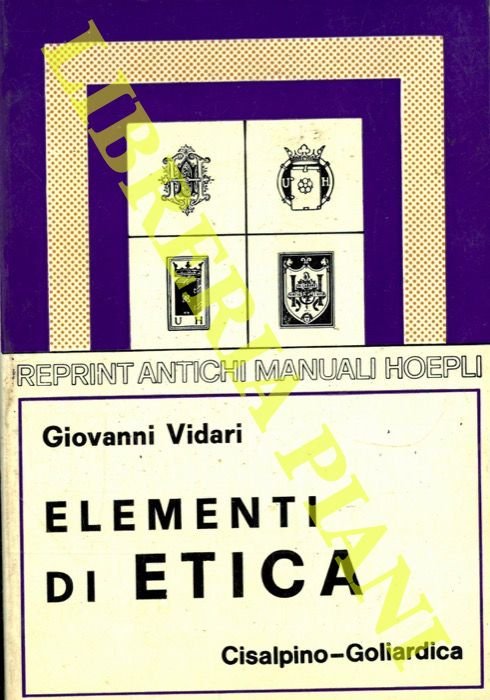 U H
U H
REPRINT ANTICHI MANUALI HOEPLI
Giovanni Vidari
ELEMENTI
DI ETICA
Cisalpino-Goliardica
LIBRERIA PIANI